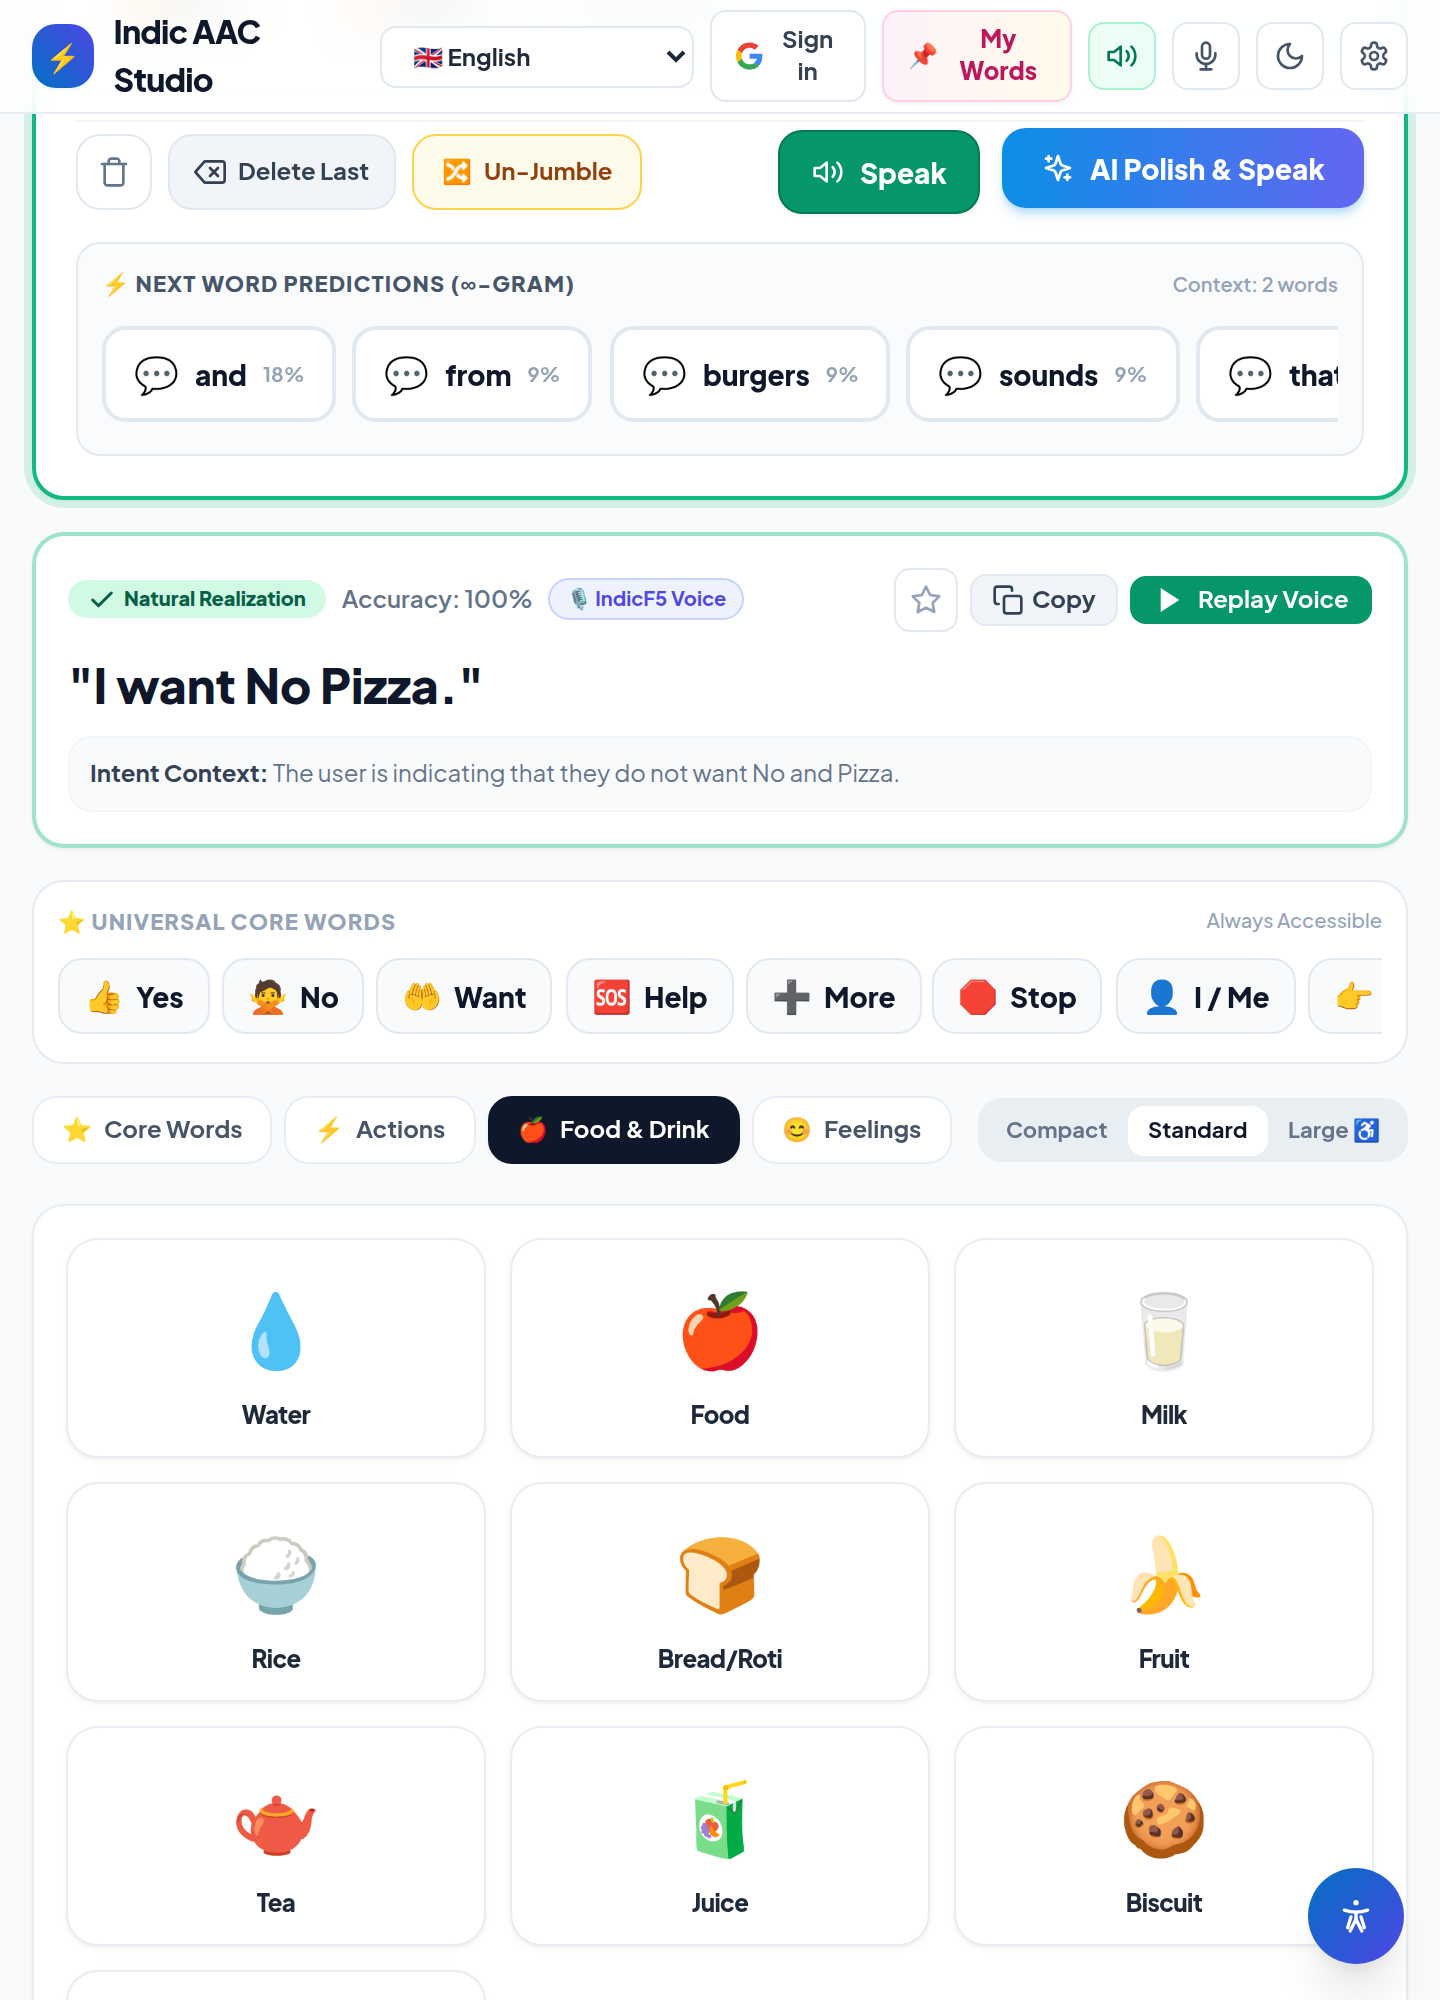 Indic AAC
Studio
🇬🇧 English
Sign
in
My
Words
Delete Last
Un-Jumble
Speak
AI Polish & Speak
⚡ NEXT WORD PREDICTIONS (∞-GRAM)
Context: 2 words
and 18%
from 9%
burgers 9%
sounds 9%
that
Natural Realization
Accuracy: 100%
IndicF5 Voice
Copy
Replay Voice
"I want No Pizza."
Intent Context: The user is indicating that they do not want No and Pizza.
⭐ UNIVERSAL CORE WORDS
Always Accessible
Yes
No
Want
🆘 Help
More
Stop
I / Me
Core Words
Actions
Food & Drink
Feelings
Compact
Standard
Large ♿
Water
Food
Milk
Rice
Bread/Roti
Fruit
Tea
Juice
Biscuit